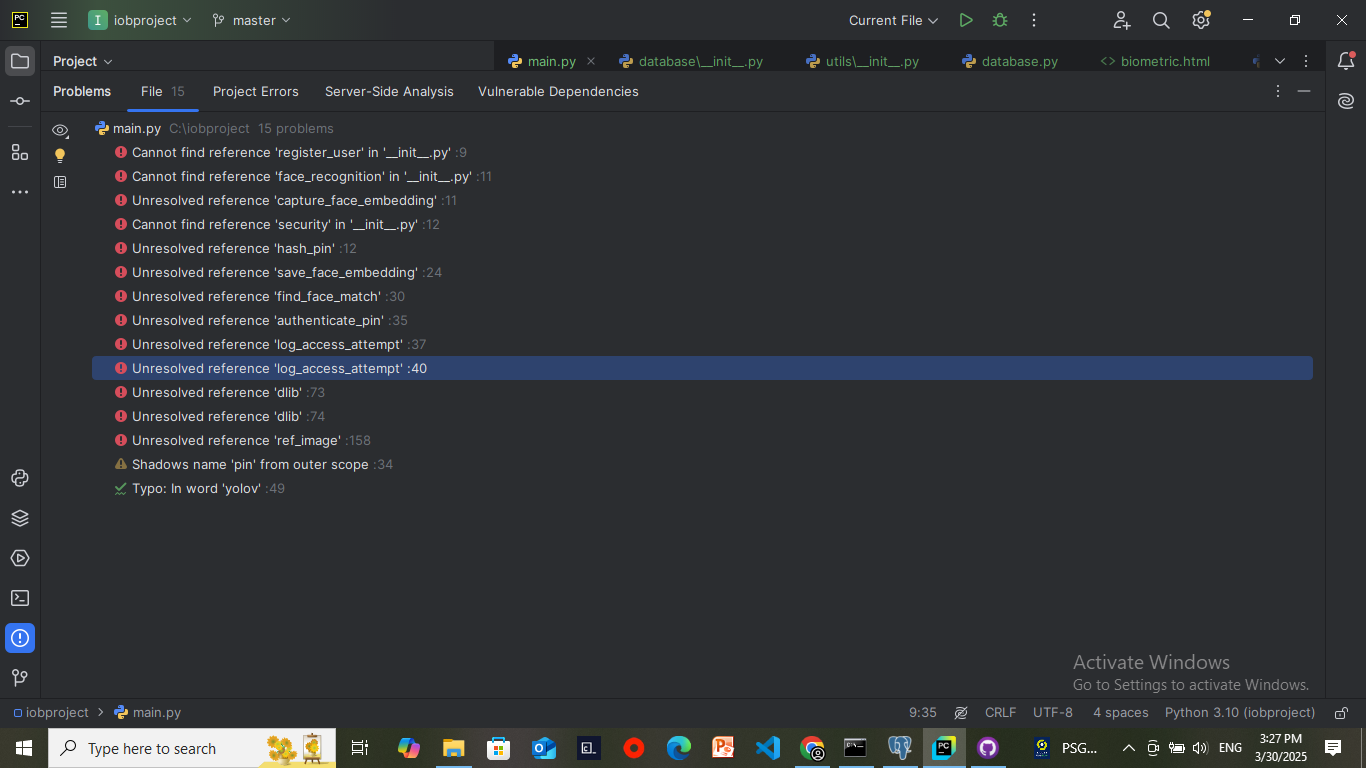 PC
I iobproject master Current File
Project main.py database\__init__.py utils\__init__.py database.py <> biometric.html
Problems File 15 Project Errors Server-Side Analysis Vulnerable Dependencies
main.py C:\iobproject 15 problems
Cannot find reference 'register_user' in '__init__.py' :9
Cannot find reference 'face_recognition' in '__init__.py' :11
Unresolved reference 'capture_face_embedding' :11
Cannot find reference 'security' in '__init__.py' :12
Unresolved reference 'hash_pin' :12
Unresolved reference 'save_face_embedding' :24
Unresolved reference 'find_face_match' :30
Unresolved reference 'authenticate_pin' :35
Unresolved reference 'log_access_attempt' :37
Unresolved reference 'log_access_attempt' :40
Unresolved reference 'dlib' :73
Unresolved reference 'dlib' :74
Unresolved reference 'ref_image' :158
Shadows name 'pin' from outer scope :34
Typo: In word 'yolov' :49
Activate Windows
Go to Settings to activate Windows.
iobproject > main.py 9:35 CRLF UTF-8 4 spaces Python 3.10 (iobproject)
Type here to search PSG... ENG 3:27 PM
3/30/2025